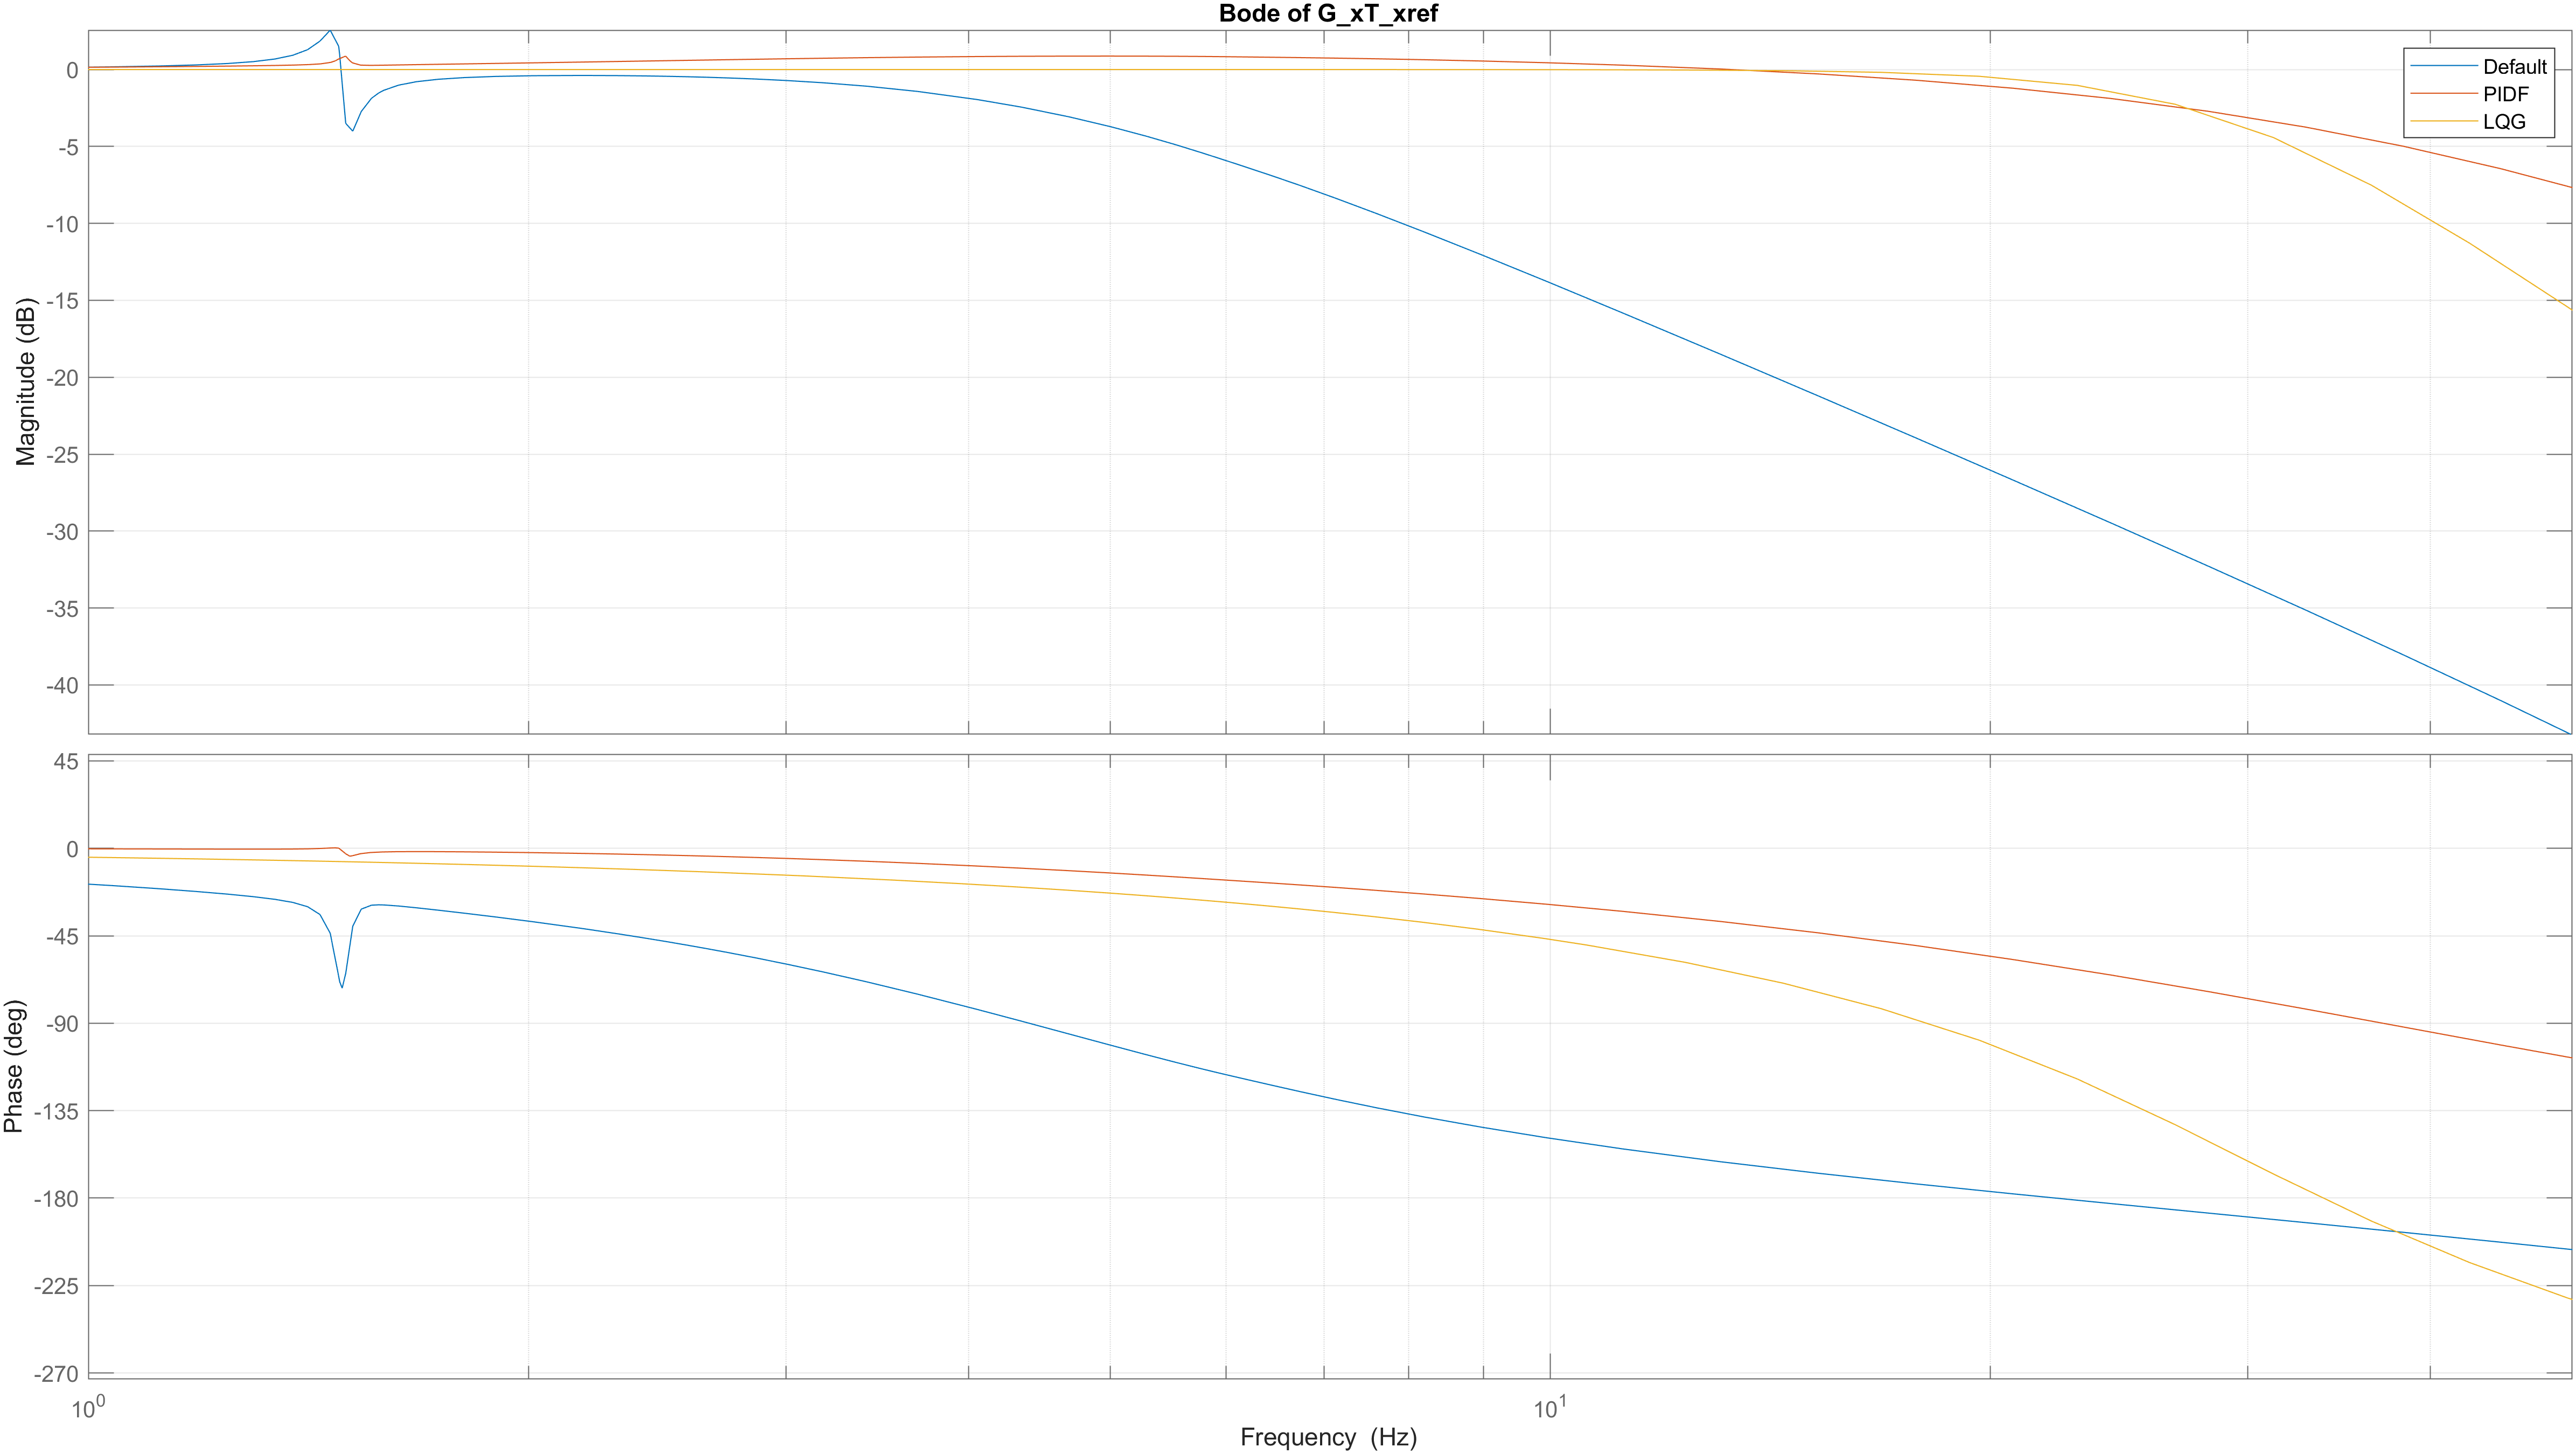 Bode of G_xT_xref
Default
PIDF
LQG
Magnitude (dB)
0
-5
-10
-15
-20
-25
-30
-35
-40
Phase (deg)
45
0
-45
-90
-135
-180
-225
-270
10^0
10^1
Frequency (Hz)